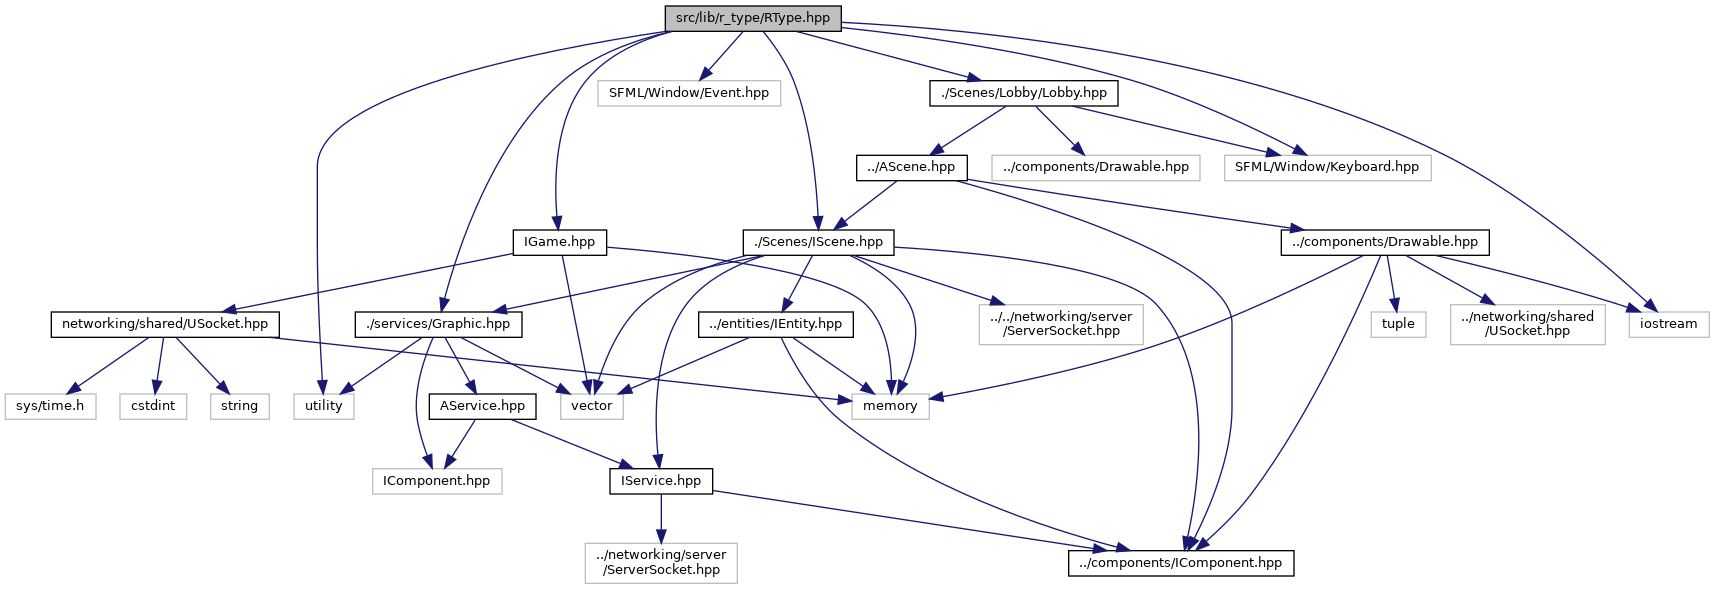 src/lib/r_type/RType.hpp
SFML/Window/Event.hpp
./Scenes/Lobby/Lobby.hpp
../AScene.hpp
../components/Drawable.hpp
SFML/Window/Keyboard.hpp
IGame.hpp
./Scenes/IScene.hpp
../components/Drawable.hpp
networking/shared/USocket.hpp
./services/Graphic.hpp
../entities/IEntity.hpp
../../networking/server
/ServerSocket.hpp
tuple
../networking/shared
/USocket.hpp
iostream
sys/time.h
cstdint
string
utility
AService.hpp
vector
memory
IComponent.hpp
IService.hpp
../networking/server
/ServerSocket.hpp
../components/IComponent.hpp